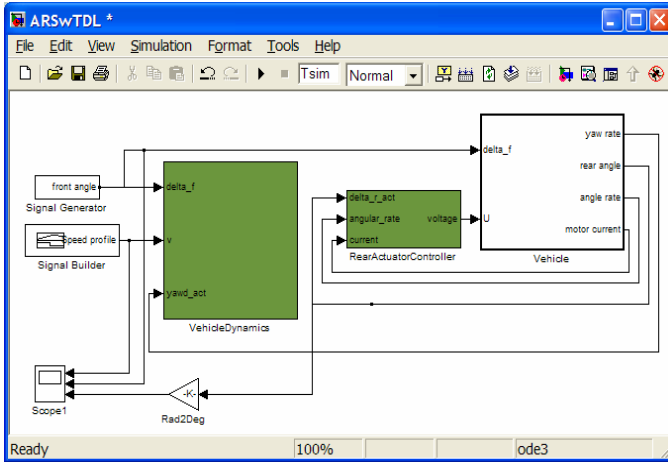 ARSwTDL *
File Edit View Simulation Format Tools Help
Tsim Normal
yaw rate
delta_f
rear angle
front angle
delta_f
delta_r_act
angle rate
Signal Generator
angular_rate voltage
U
Speed profile
v
current
motor current
RearActuatorController
Vehicle
Signal Builder
yawd_act
VehicleDynamics
-K-
Scope1
Rad2Deg
Ready 100% ode3